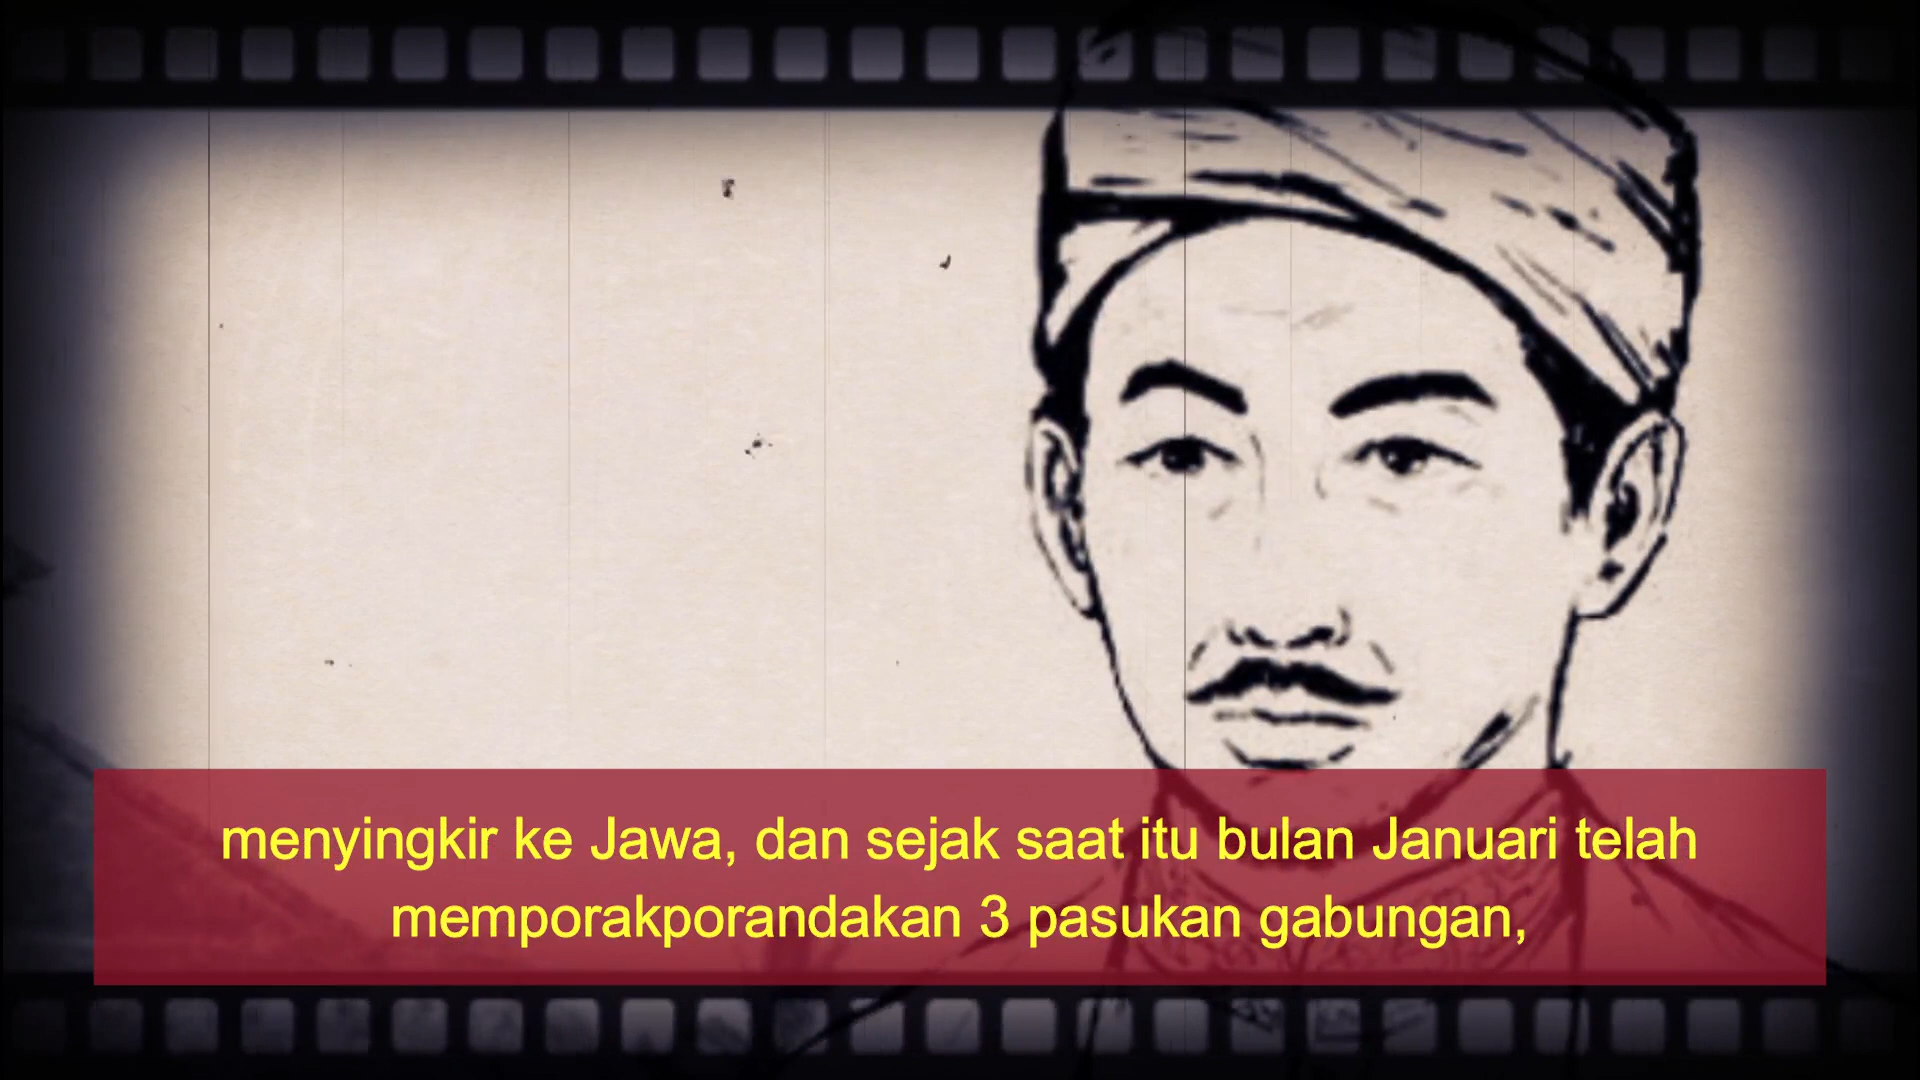 menyingkir ke Jawa, dan sejak saat itu bulan Januari telah
memporakporandakan 3 pasukan gabungan,